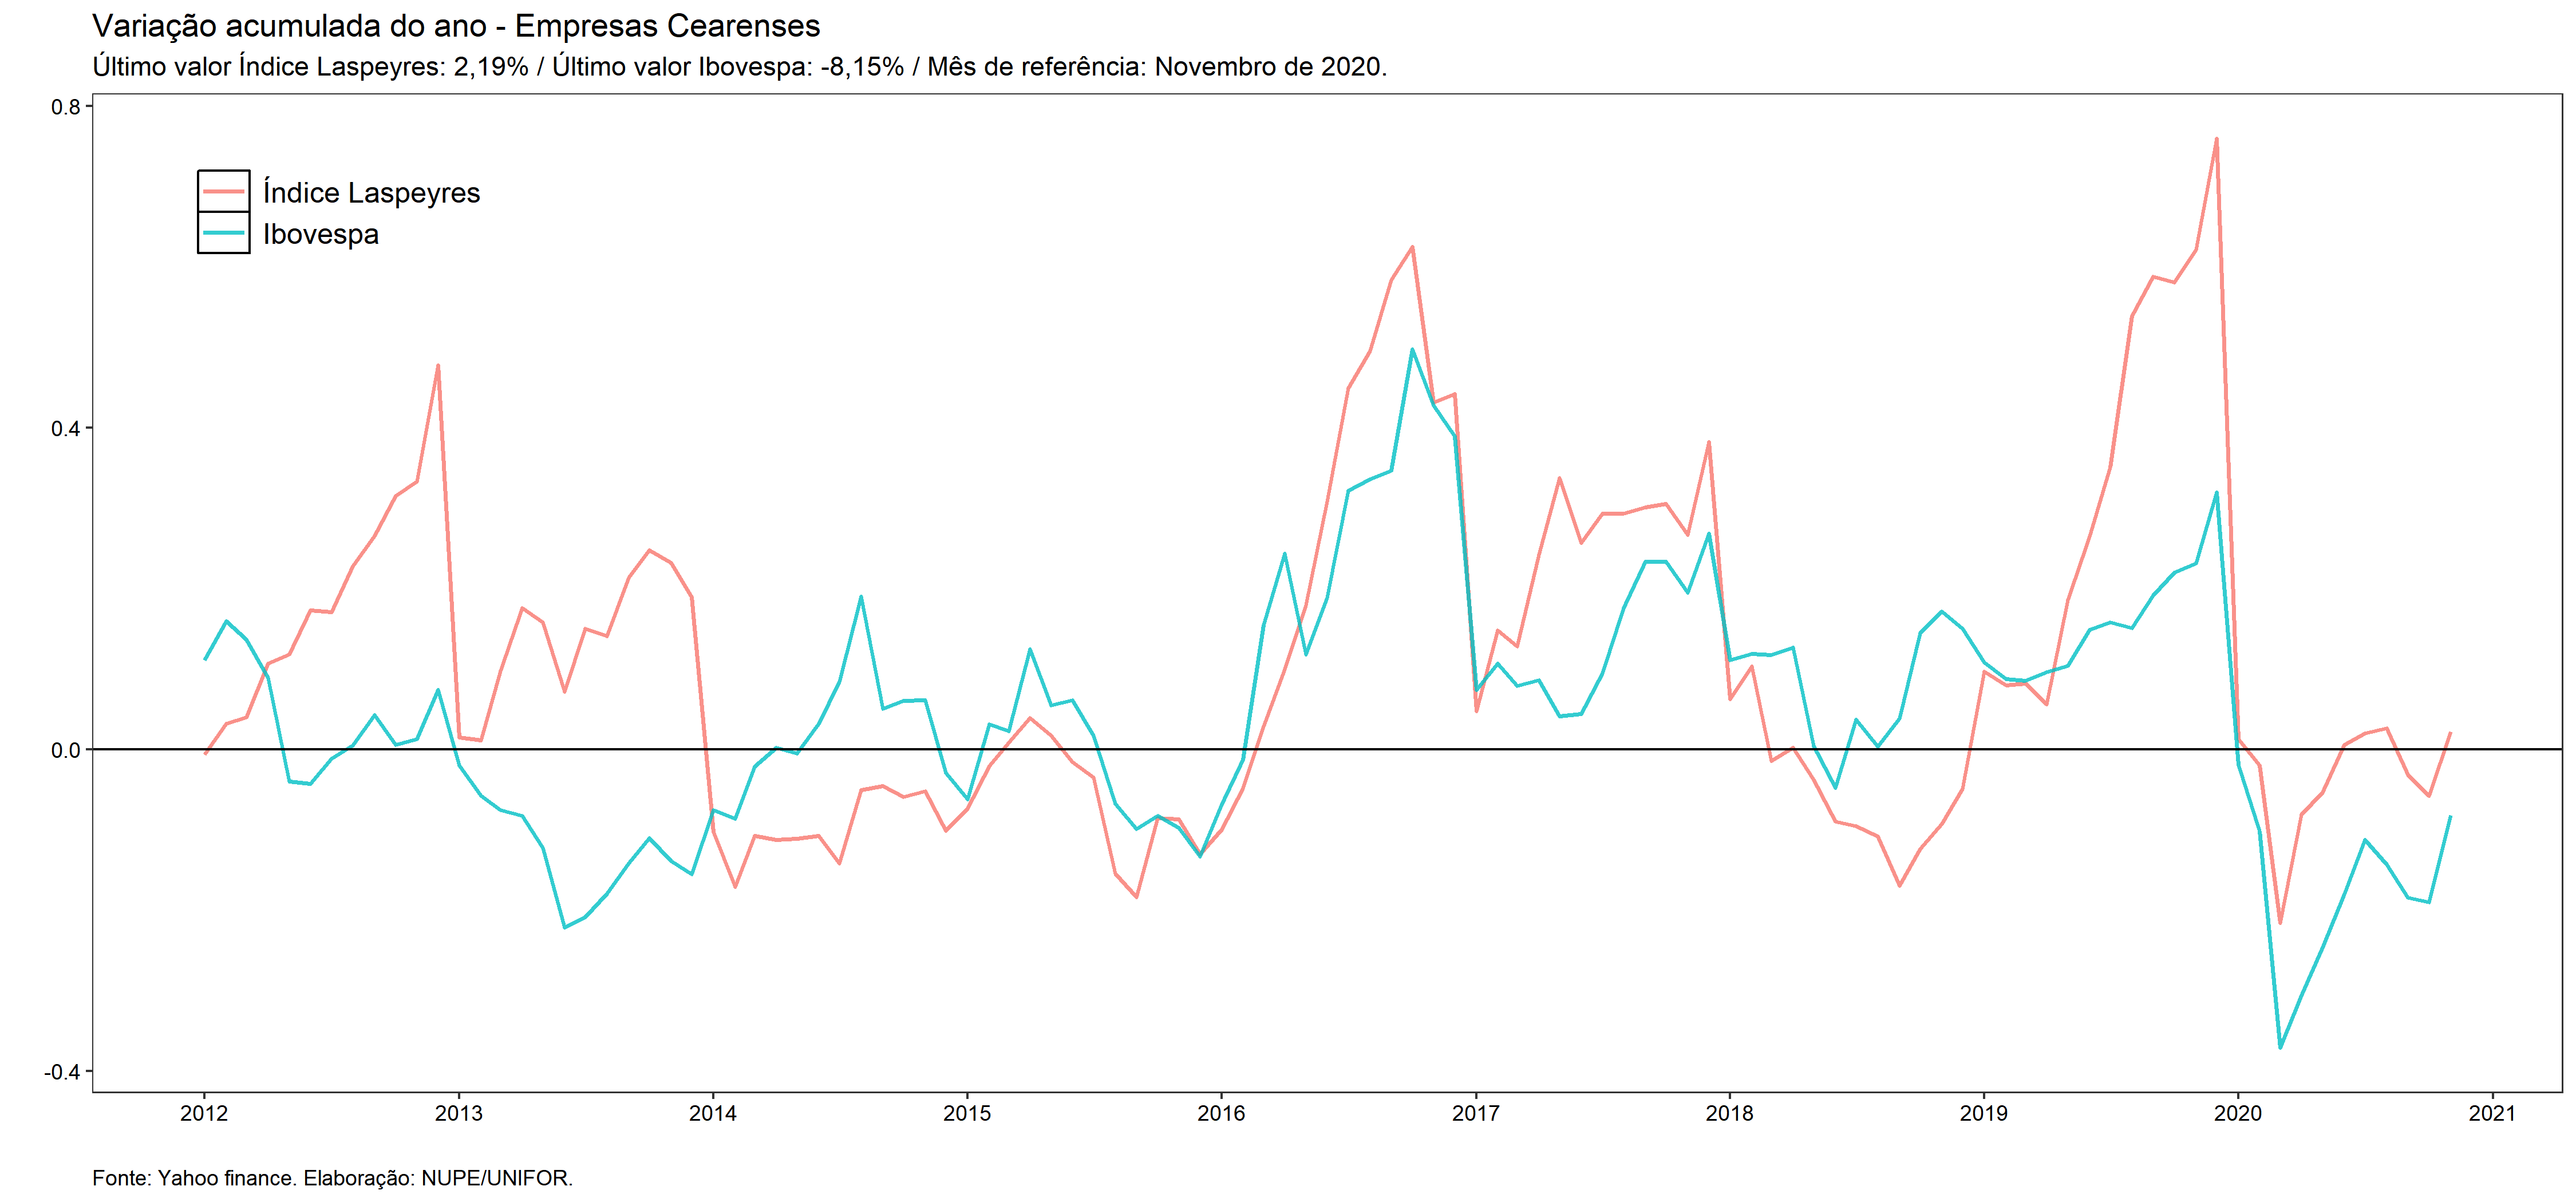 Variação acumulada do ano - Empresas Cearenses
Último valor Índice Laspeyres: 2,19% / Último valor Ibovespa: -8,15% / Mês de referência: Novembro de 2020.
0.8
Índice Laspeyres
Ibovespa
0.4
0.0
-0.4
2012 2013 2014 2015 2016 2017 2018 2019 2020 2021
Fonte: Yahoo finance. Elaboração: NUPE/UNIFOR.